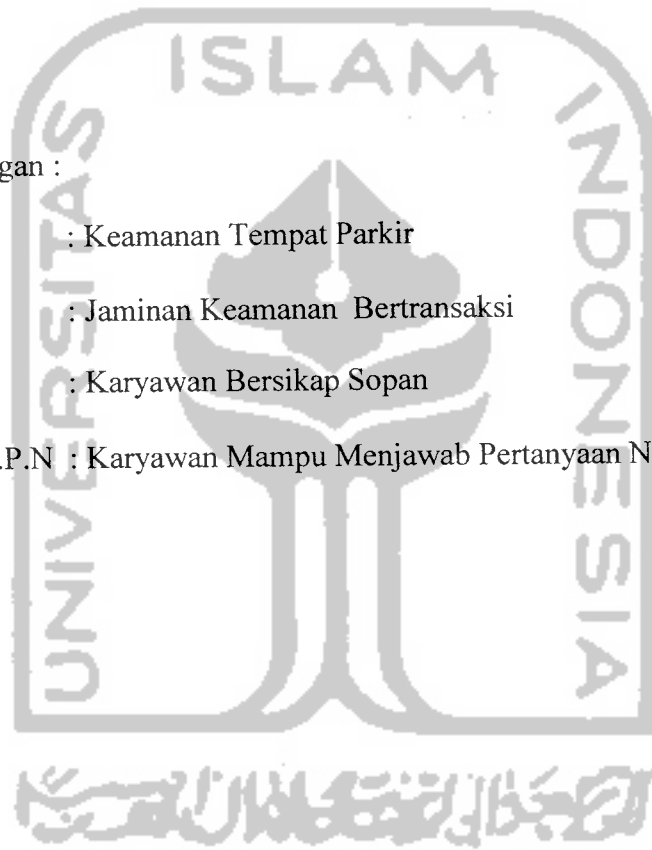 ISLAM
UNIVERSITAS
INDONESIA
gan :
: Keamanan Tempat Parkir
: Jaminan Keamanan Bertransaksi
: Karyawan Bersikap Sopan
.P.N : Karyawan Mampu Menjawab Pertanyaan N